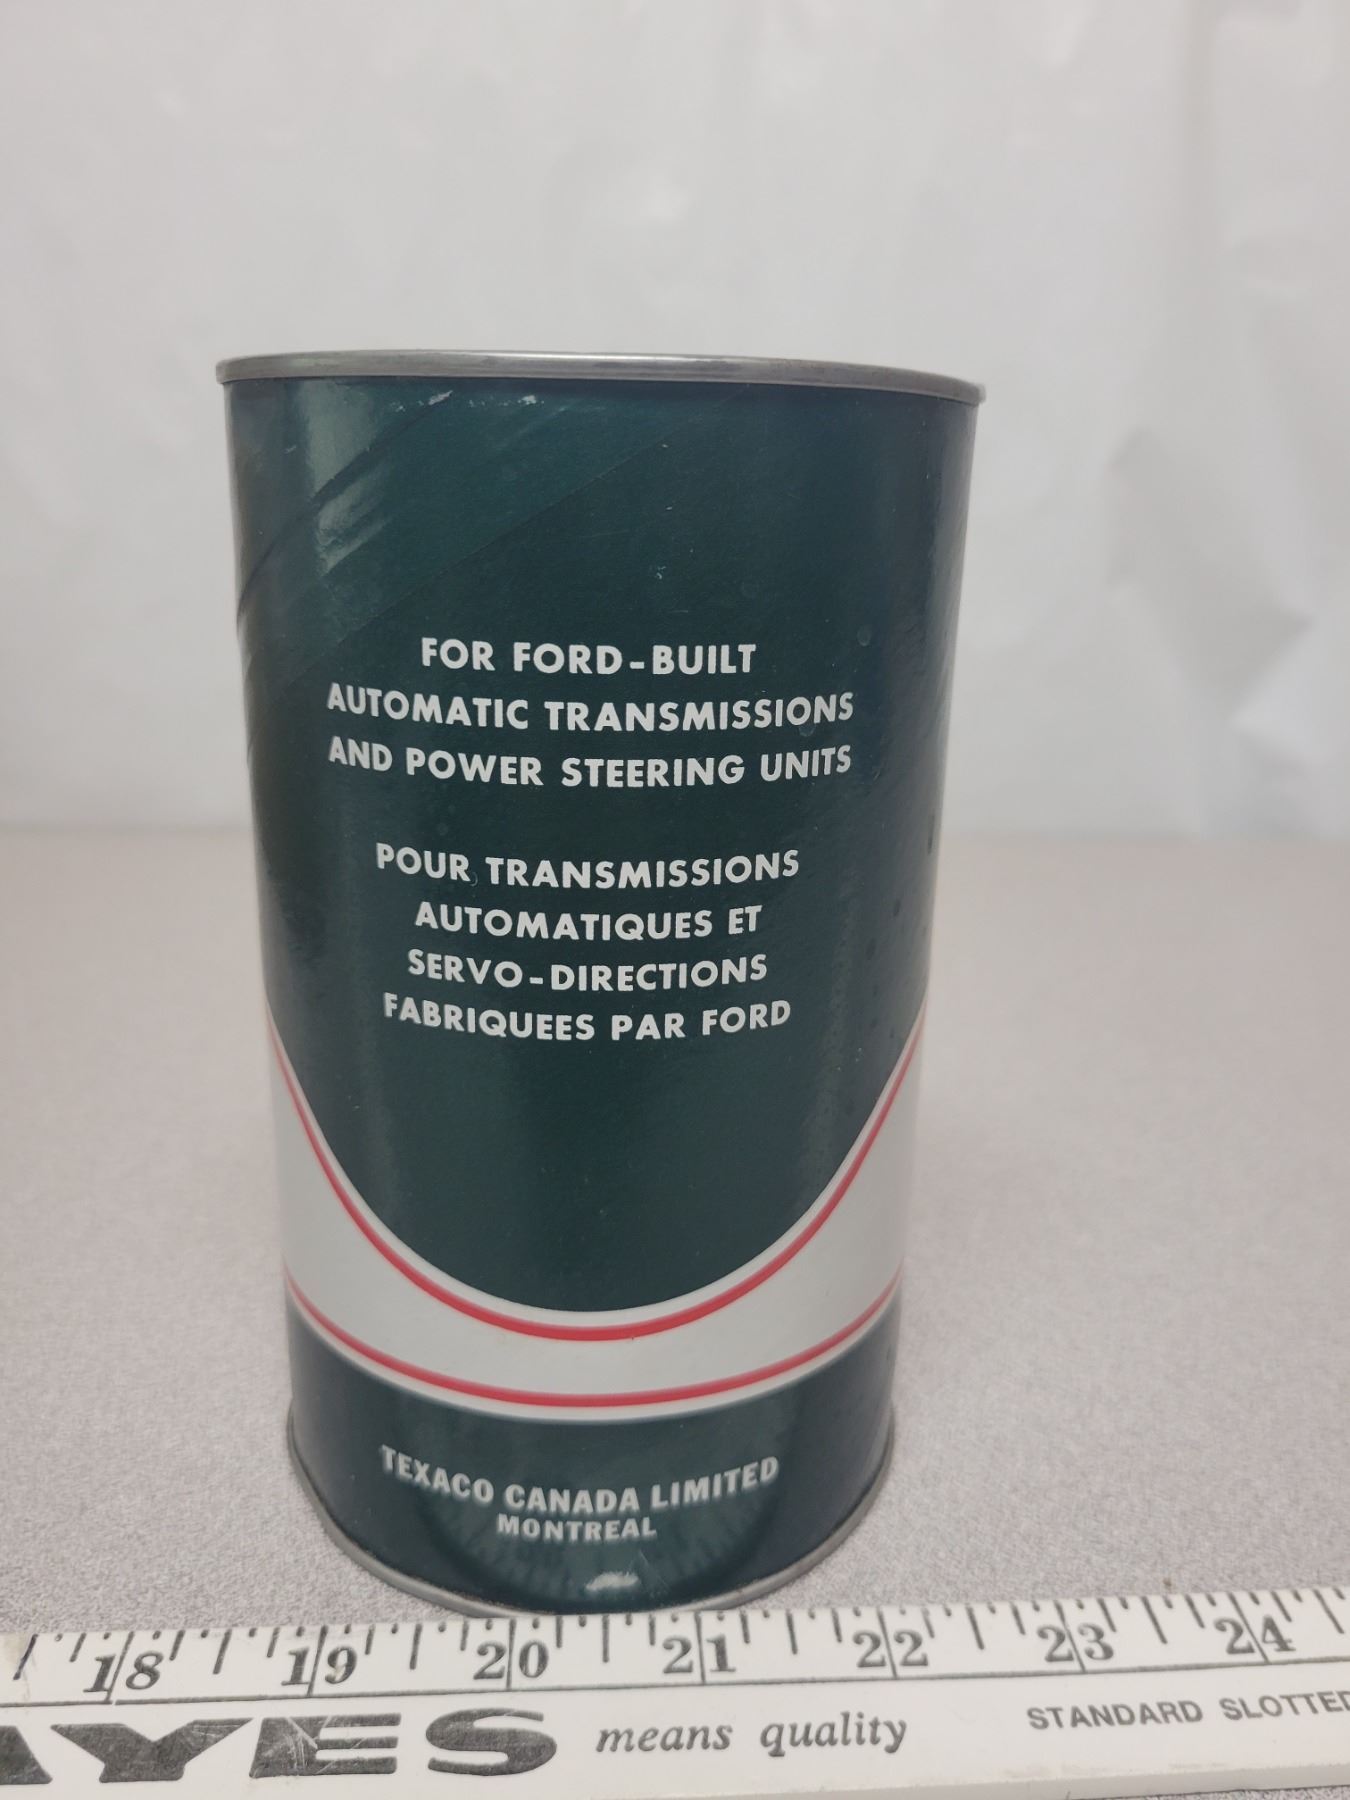 FOR FORD-BUILT
AUTOMATIC TRANSMISSIONS
AND POWER STEERING UNITS
POUR TRANSMISSIONS
AUTOMATIQUES ET
SERVO-DIRECTIONS
FABRIQUEES PAR FORD
TEXACO CANADA LIMITED
MONTREAL
18 19 20 21 22 23 24
AYES means quality STANDARD SLOTTED